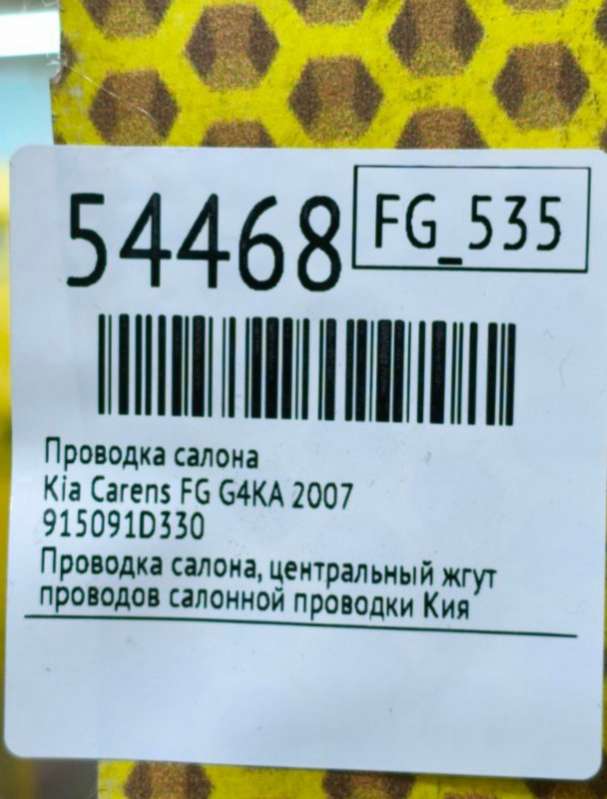 54468
FG_535
Проводка салона
Kia Carens FG G4KA 2007
915091D330
Проводка салона, центральный жгут
проводов салонной проводки Кия